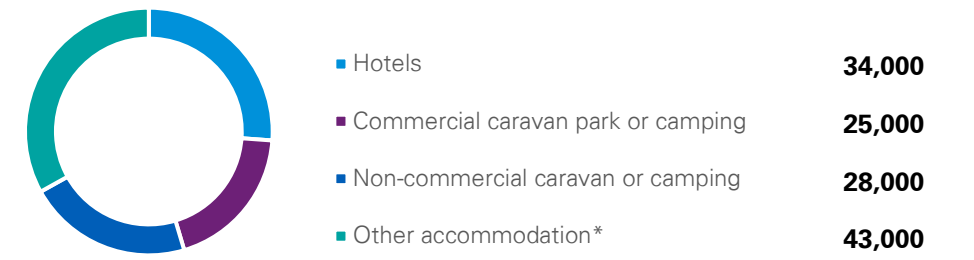 Hotels 34,000
Commercial caravan park or camping 25,000
Non-commercial caravan or camping 28,000
Other accommodation* 43,000